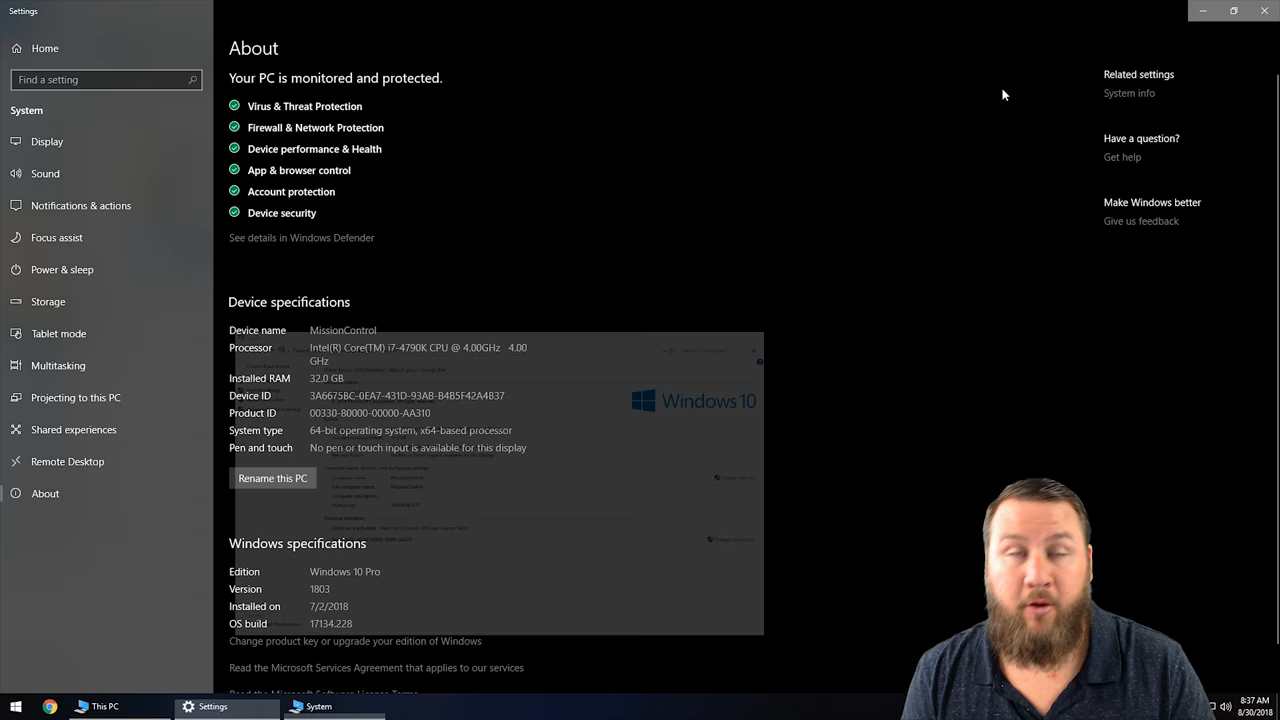 Settings
Home
Find a setting
System
Display
Sound
Notifications & actions
Focus assist
Power & sleep
Storage
Tablet mode
Multitasking
Projecting to this PC
Shared experiences
Remote Desktop
About
About
Your PC is monitored and protected.
Virus & Threat Protection
Firewall & Network Protection
Device performance & Health
App & browser control
Account protection
Device security
See details in Windows Defender
Device specifications
Device name MissionControl
Processor Intel(R) Core(TM) i7-4790K CPU @ 4.00GHz 4.00
GHz
Installed RAM 32.0 GB
Device ID 3A6675BC-0EA7-431D-93AB-B4B5F42A4B37
Product ID 00330-80000-00000-AA310
System type 64-bit operating system, x64-based processor
Pen and touch No pen or touch input is available for this display
Rename this PC
Windows 10
Windows specifications
Edition Windows 10 Pro
Version 1803
Installed on 7/2/2018
OS build 17134.228
Change product key or upgrade your edition of Windows
Read the Microsoft Services Agreement that applies to our services
Read the Microsoft Software License Terms
Related settings
System info
Have a question?
Get help
Make Windows better
Give us feedback
This PC
Settings
System
8:37 AM
8/30/2018